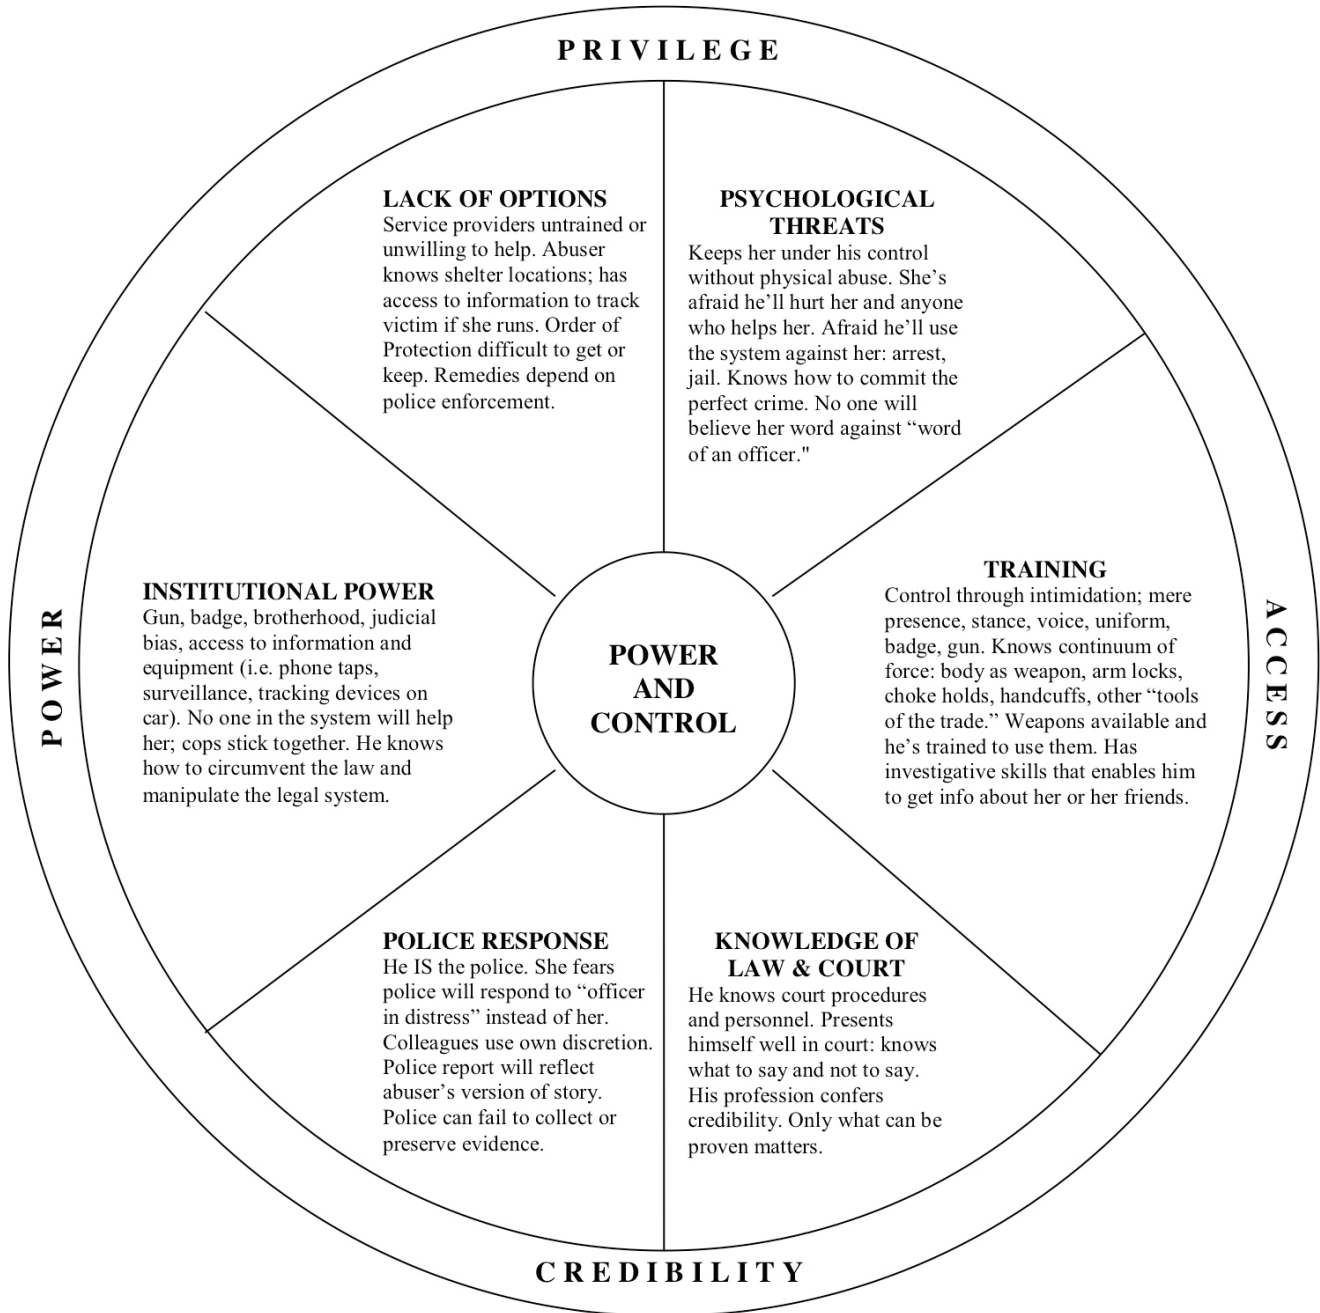 PRIVILEGE
LACK OF OPTIONS
Service providers untrained or
unwilling to help. Abuser
knows shelter locations; has
access to information to track
victim if she runs. Order of
Protection difficult to get or
keep. Remedies depend on
police enforcement.
PSYCHOLOGICAL
THREATS
Keeps her under his control
without physical abuse. She’s
afraid he’ll hurt her and anyone
who helps her. Afraid he’ll use
the system against her: arrest,
jail. Knows how to commit the
perfect crime. No one will
believe her word against “word
of an officer."
POWER
INSTITUTIONAL POWER
Gun, badge, brotherhood, judicial
bias, access to information and
equipment (i.e. phone taps,
surveillance, tracking devices on
car). No one in the system will help
her; cops stick together. He knows
how to circumvent the law and
manipulate the legal system.
POWER
AND
CONTROL
TRAINING
Control through intimidation; mere
presence, stance, voice, uniform,
badge, gun. Knows continuum of
force: body as weapon, arm locks,
choke holds, handcuffs, other “tools
of the trade.” Weapons available and
he’s trained to use them. Has
investigative skills that enables him
to get info about her or her friends.
ACCESS
POLICE RESPONSE
He IS the police. She fears
police will respond to “officer
in distress” instead of her.
Colleagues use own discretion.
Police report will reflect
abuser’s version of story.
Police can fail to collect or
preserve evidence.
KNOWLEDGE OF
LAW & COURT
He knows court procedures
and personnel. Presents
himself well in court: knows
what to say and not to say.
His profession confers
credibility. Only what can be
proven matters.
CREDIBILITY